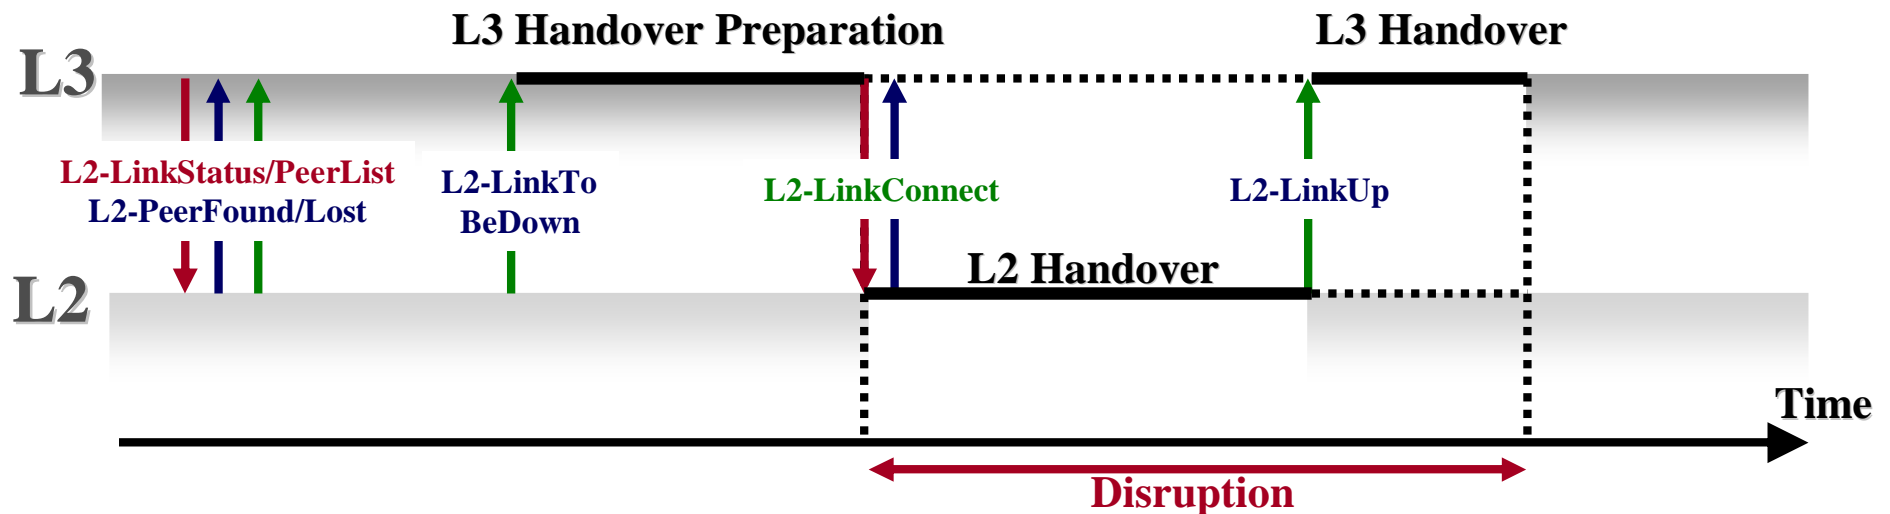 L3 Handover Preparation
L3 Handover
L3
L2-LinkStatus/PeerList
L2-PeerFound/Lost
L2-LinkTo
BeDown
L2-LinkConnect
L2-LinkUp
L2 Handover
L2
Time
Disruption